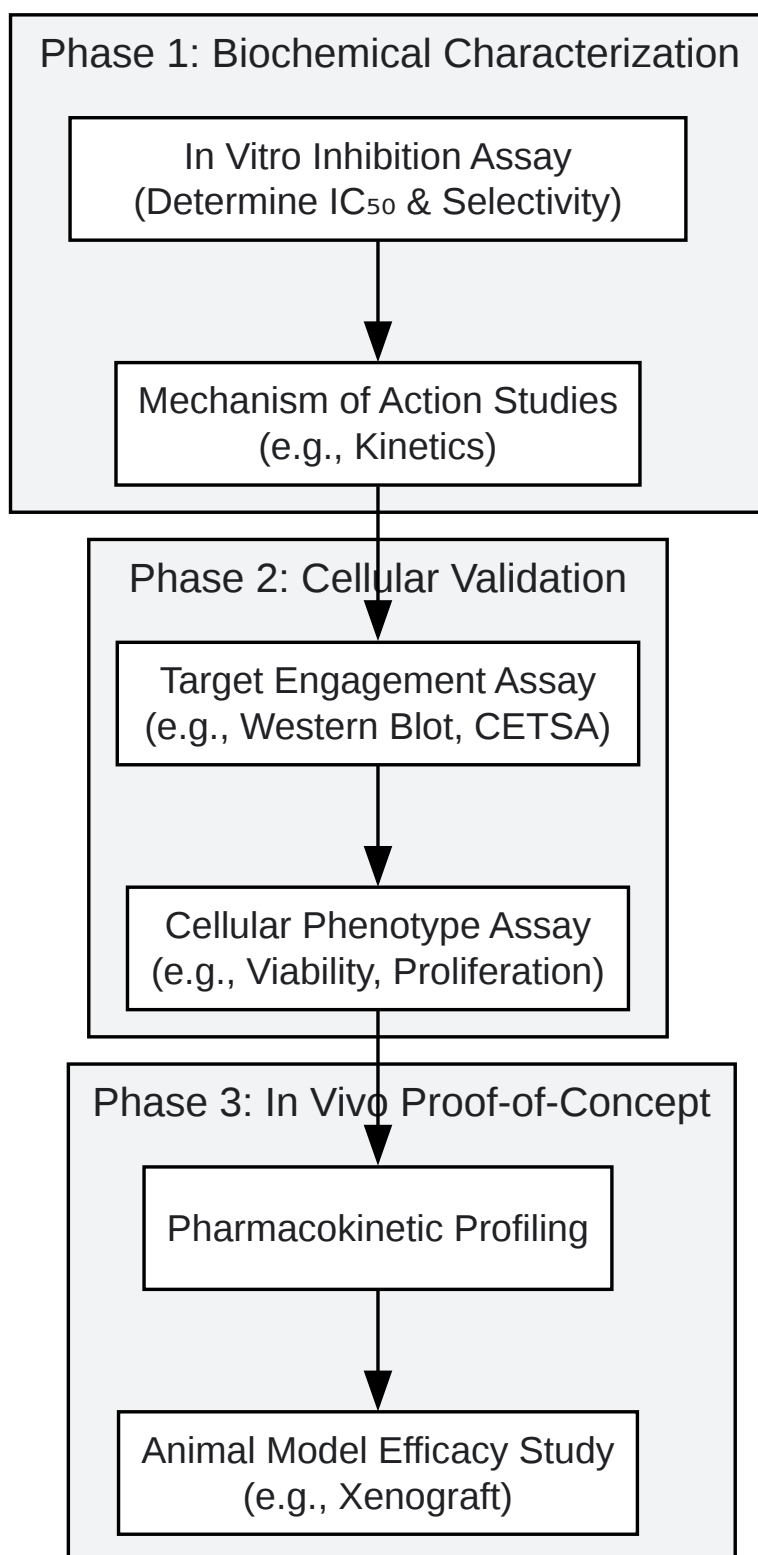 Phase 1: Biochemical Characterization
In Vitro Inhibition Assay
(Determine IC₅₀ & Selectivity)
Mechanism of Action Studies
(e.g., Kinetics)
Phase 2: Cellular Validation
Target Engagement Assay
(e.g., Western Blot, CETSA)
Cellular Phenotype Assay
(e.g., Viability, Proliferation)
Phase 3: In Vivo Proof-of-Concept
Pharmacokinetic Profiling
Animal Model Efficacy Study
(e.g., Xenograft)